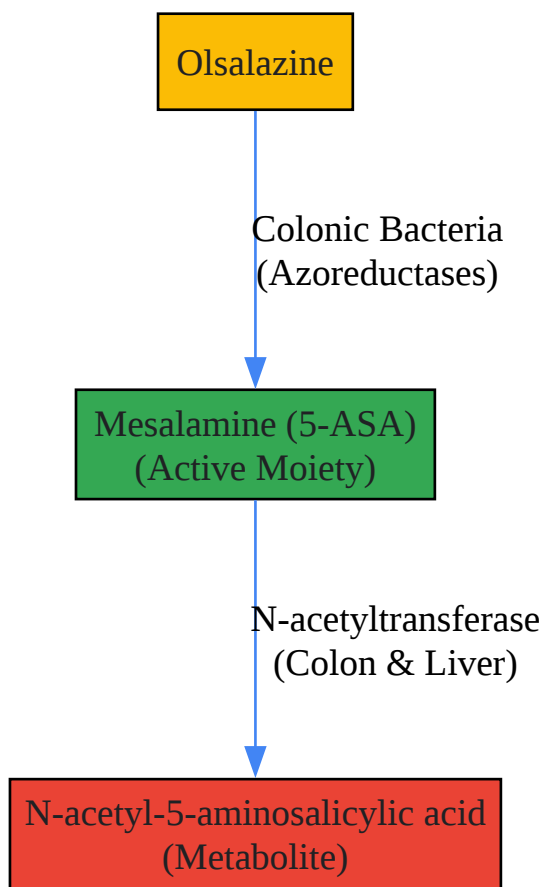 Olsalazine
Colonic Bacteria
(Azoreductases)
Mesalamine (5-ASA)
(Active Moiety)
N-acetyltransferase
(Colon & Liver)
N-acetyl-5-aminosalicylic acid
(Metabolite)